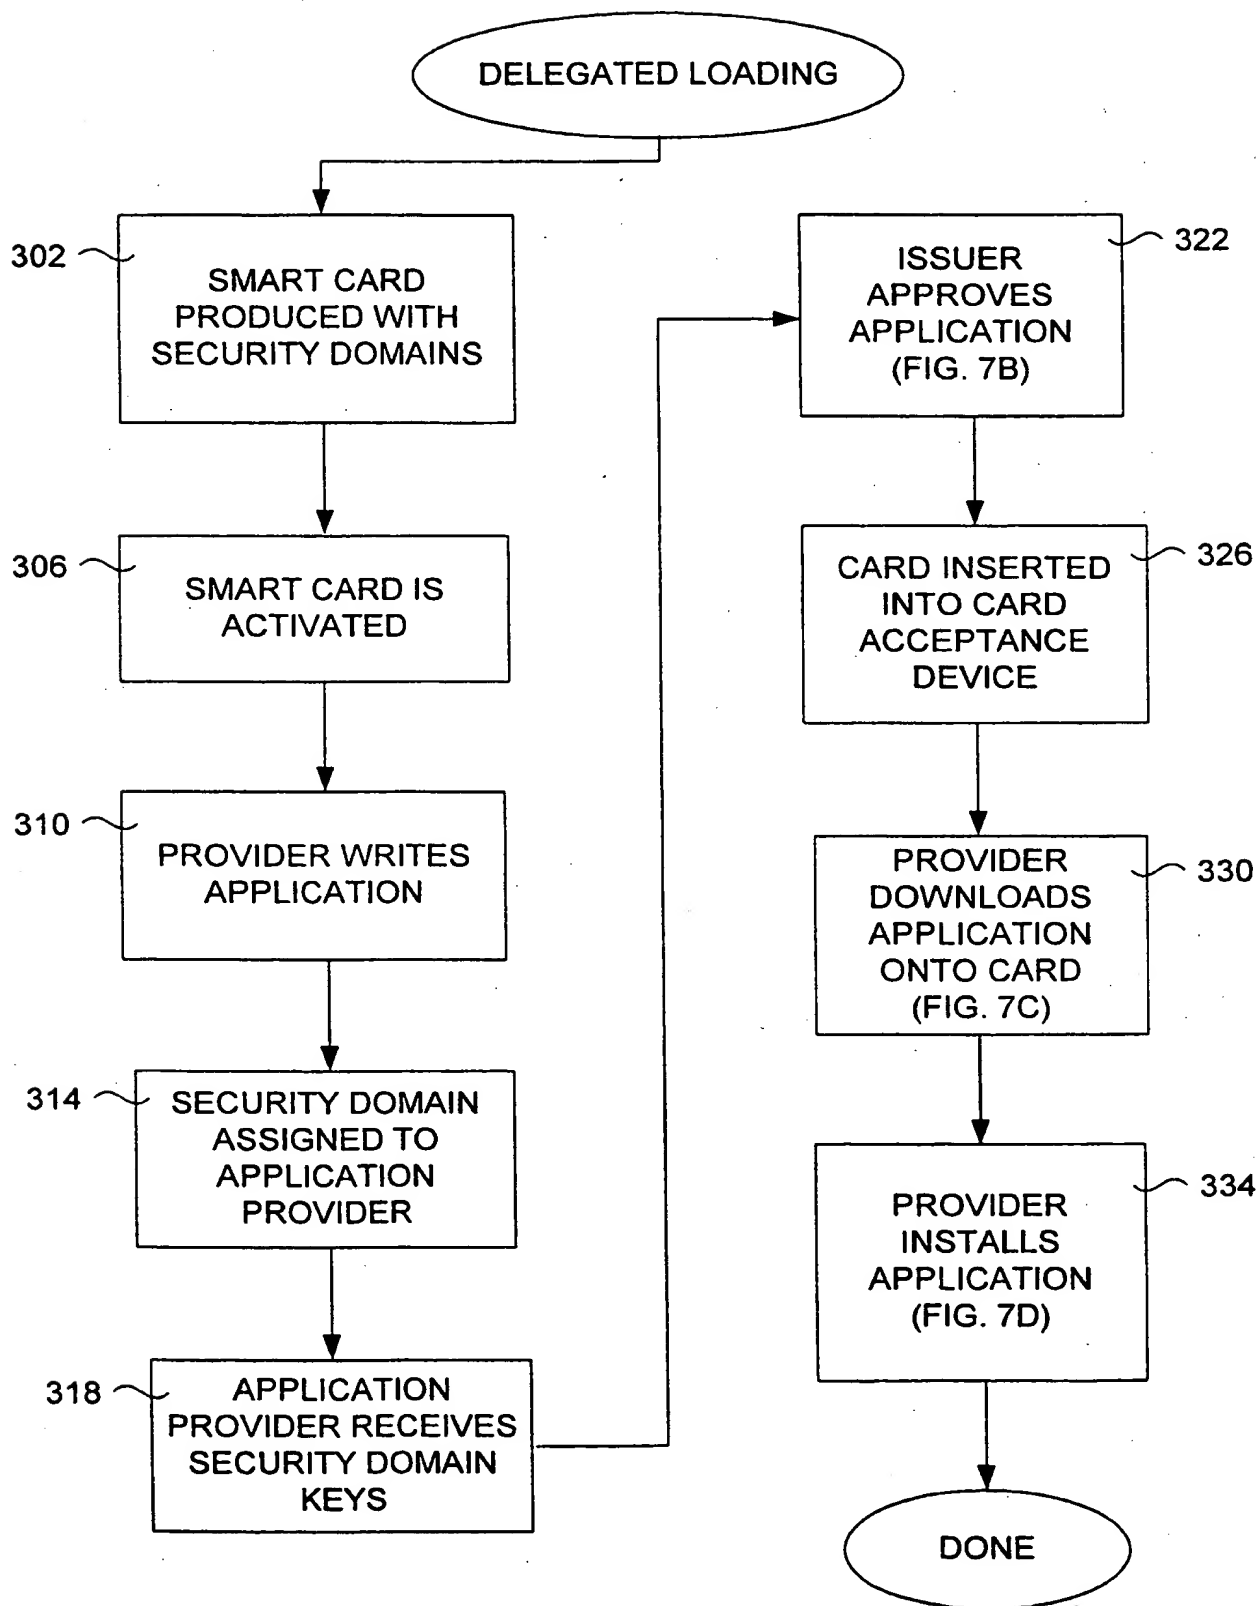 DELEGATED LOADING
302
SMART CARD
PRODUCED WITH
SECURITY DOMAINS
306
SMART CARD IS
ACTIVATED
310
PROVIDER WRITES
APPLICATION
314
SECURITY DOMAIN
ASSIGNED TO
APPLICATION
PROVIDER
318
APPLICATION
PROVIDER RECEIVES
SECURITY DOMAIN
KEYS
322
ISSUER
APPROVES
APPLICATION
(FIG. 7B)
326
CARD INSERTED
INTO CARD
ACCEPTANCE
DEVICE
330
PROVIDER
DOWNLOADS
APPLICATION
ONTO CARD
(FIG. 7C)
334
PROVIDER
INSTALLS
APPLICATION
(FIG. 7D)
DONE